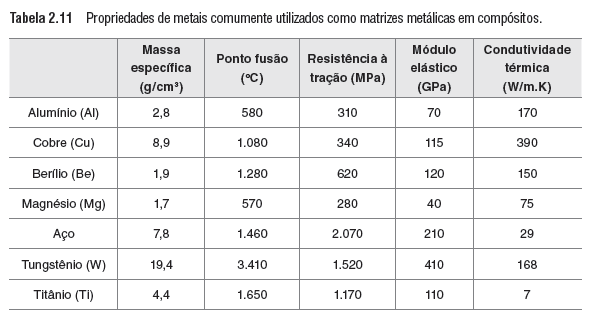 Tabela 2.11 Propriedades de metais comumente utilizados como matrizes metálicas em compósitos.
Massa específica (g/cm³) Ponto fusão (ºC) Resistência à tração (MPa) Módulo elástico (GPa) Condutividade térmica (W/m.K)
Alumínio (Al) 2,8 580 310 70 170
Cobre (Cu) 8,9 1.080 340 115 390
Berílio (Be) 1,9 1.280 620 120 150
Magnésio (Mg) 1,7 570 280 40 75
Aço 7,8 1.460 2.070 210 29
Tungstênio (W) 19,4 3.410 1.520 410 168
Titânio (Ti) 4,4 1.650 1.170 110 7